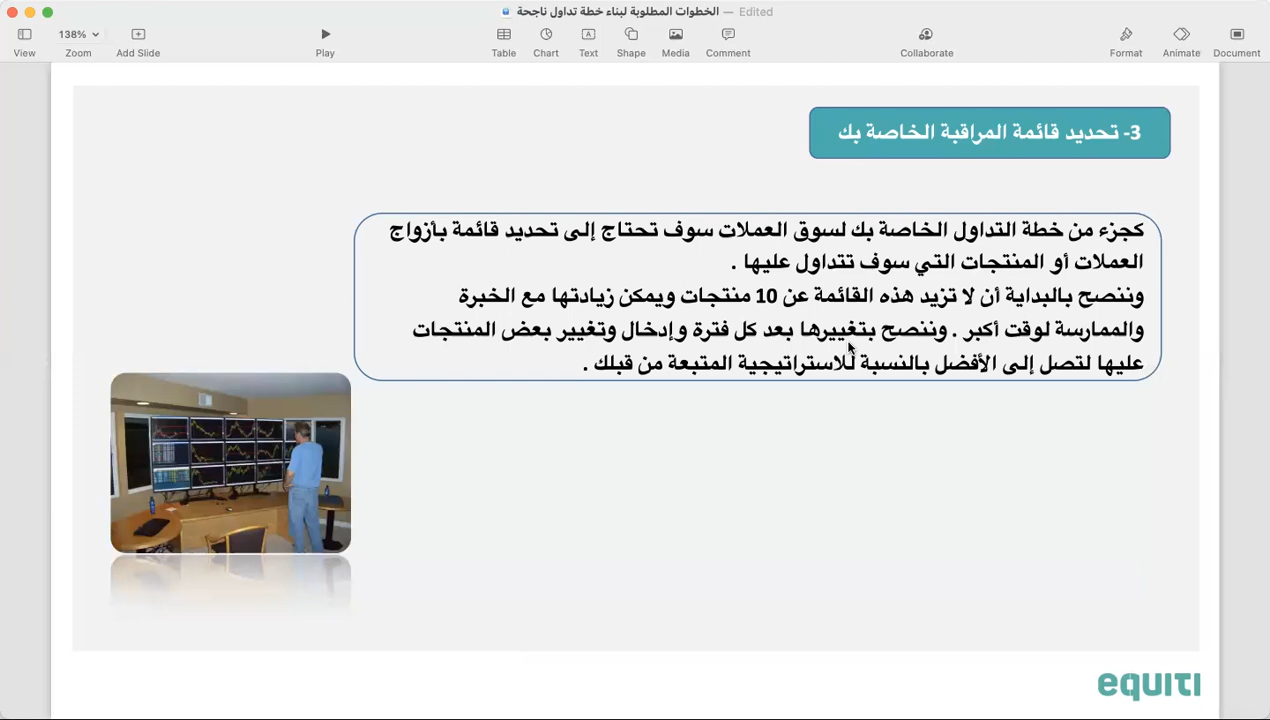 الخطوات المطلوبة لبناء خطة تداول ناجحة — Edited
138%
View
Zoom
Add Slide
Play
Table
Chart
Text
Shape
Media
Comment
Collaborate
Format
Animate
Document
3- تحديد قائمة المراقبة الخاصة بك
كجزء من خطة التداول الخاصة بك لسوق العملات سوف تحتاج إلى تحديد قائمة بأزواج
العملات أو المنتجات التي سوف تتداول عليها .
وننصح بالبداية أن لا تزيد هذه القائمة عن 10 منتجات ويمكن زيادتها مع الخبرة
والممارسة لوقت أكبر . وننصح بتغييرها بعد كل فترة وإدخال وتغيير بعض المنتجات
عليها لتصل إلى الأفضل بالنسبة للاستراتيجية المتبعة من قبلك .
equiti